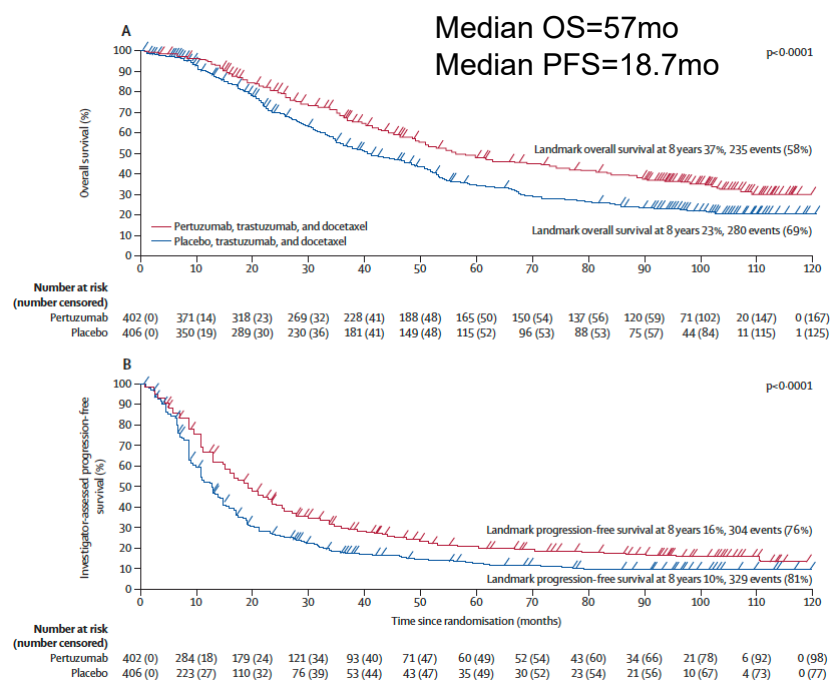 Median OS=57mo
Median PFS=18.7mo
A
p<0·0001
100
90
80
70
60
50
40
30
20
10
0
Overall survival (%)
Landmark overall survival at 8 years 37%, 235 events (58%)
Pertuzumab, trastuzumab, and docetaxel
Placebo, trastuzumab, and docetaxel
Landmark overall survival at 8 years 23%, 280 events (69%)
0 10 20 30 40 50 60 70 80 90 100 110 120
Number at risk
(number censored)
Pertuzumab 402 (0) 371 (14) 318 (23) 269 (32) 228 (41) 188 (48) 165 (50) 150 (54) 137 (56) 120 (59) 71 (102) 20 (147) 0 (167)
Placebo 406 (0) 350 (19) 289 (30) 230 (36) 181 (41) 149 (48) 115 (52) 96 (53) 88 (53) 75 (57) 44 (84) 11 (115) 1 (125)
B
p<0·0001
100
90
80
70
60
50
40
30
20
10
0
Investigator-assessed progression-free
survival (%)
Landmark progression-free survival at 8 years 16%, 304 events (76%)
Landmark progression-free survival at 8 years 10%, 329 events (81%)
0 10 20 30 40 50 60 70 80 90 100 110 120
Time since randomisation (months)
Number at risk
(number censored)
Pertuzumab 402 (0) 284 (18) 179 (24) 121 (34) 93 (40) 71 (47) 60 (49) 52 (54) 43 (60) 34 (66) 21 (78) 6 (92) 0 (98)
Placebo 406 (0) 223 (27) 110 (32) 76 (39) 53 (44) 43 (47) 35 (49) 30 (52) 23 (54) 21 (56) 10 (67) 4 (73) 0 (77)